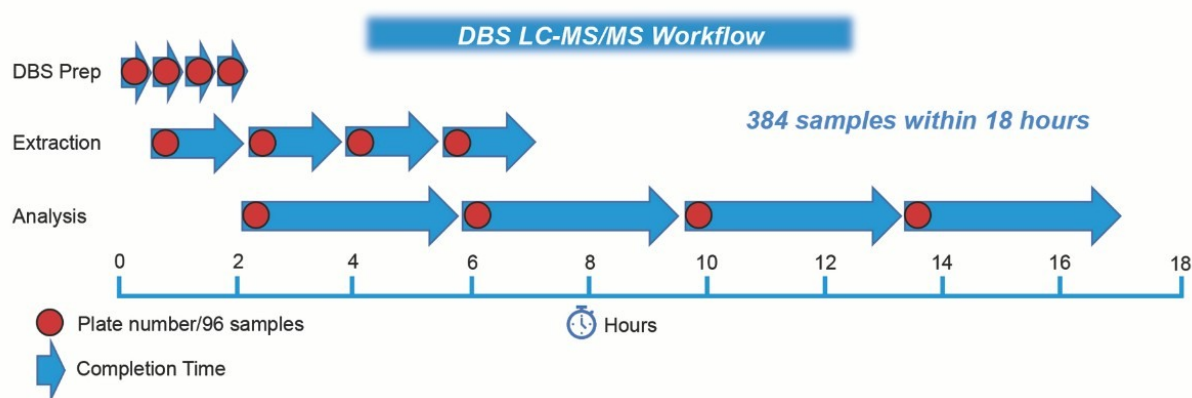 DBS LC-MS/MS Workflow
DBS Prep
384 samples within 18 hours
Extraction
Analysis
0 2 4 6 8 10 12 14 16 18
Plate number/96 samples
Hours
Completion Time